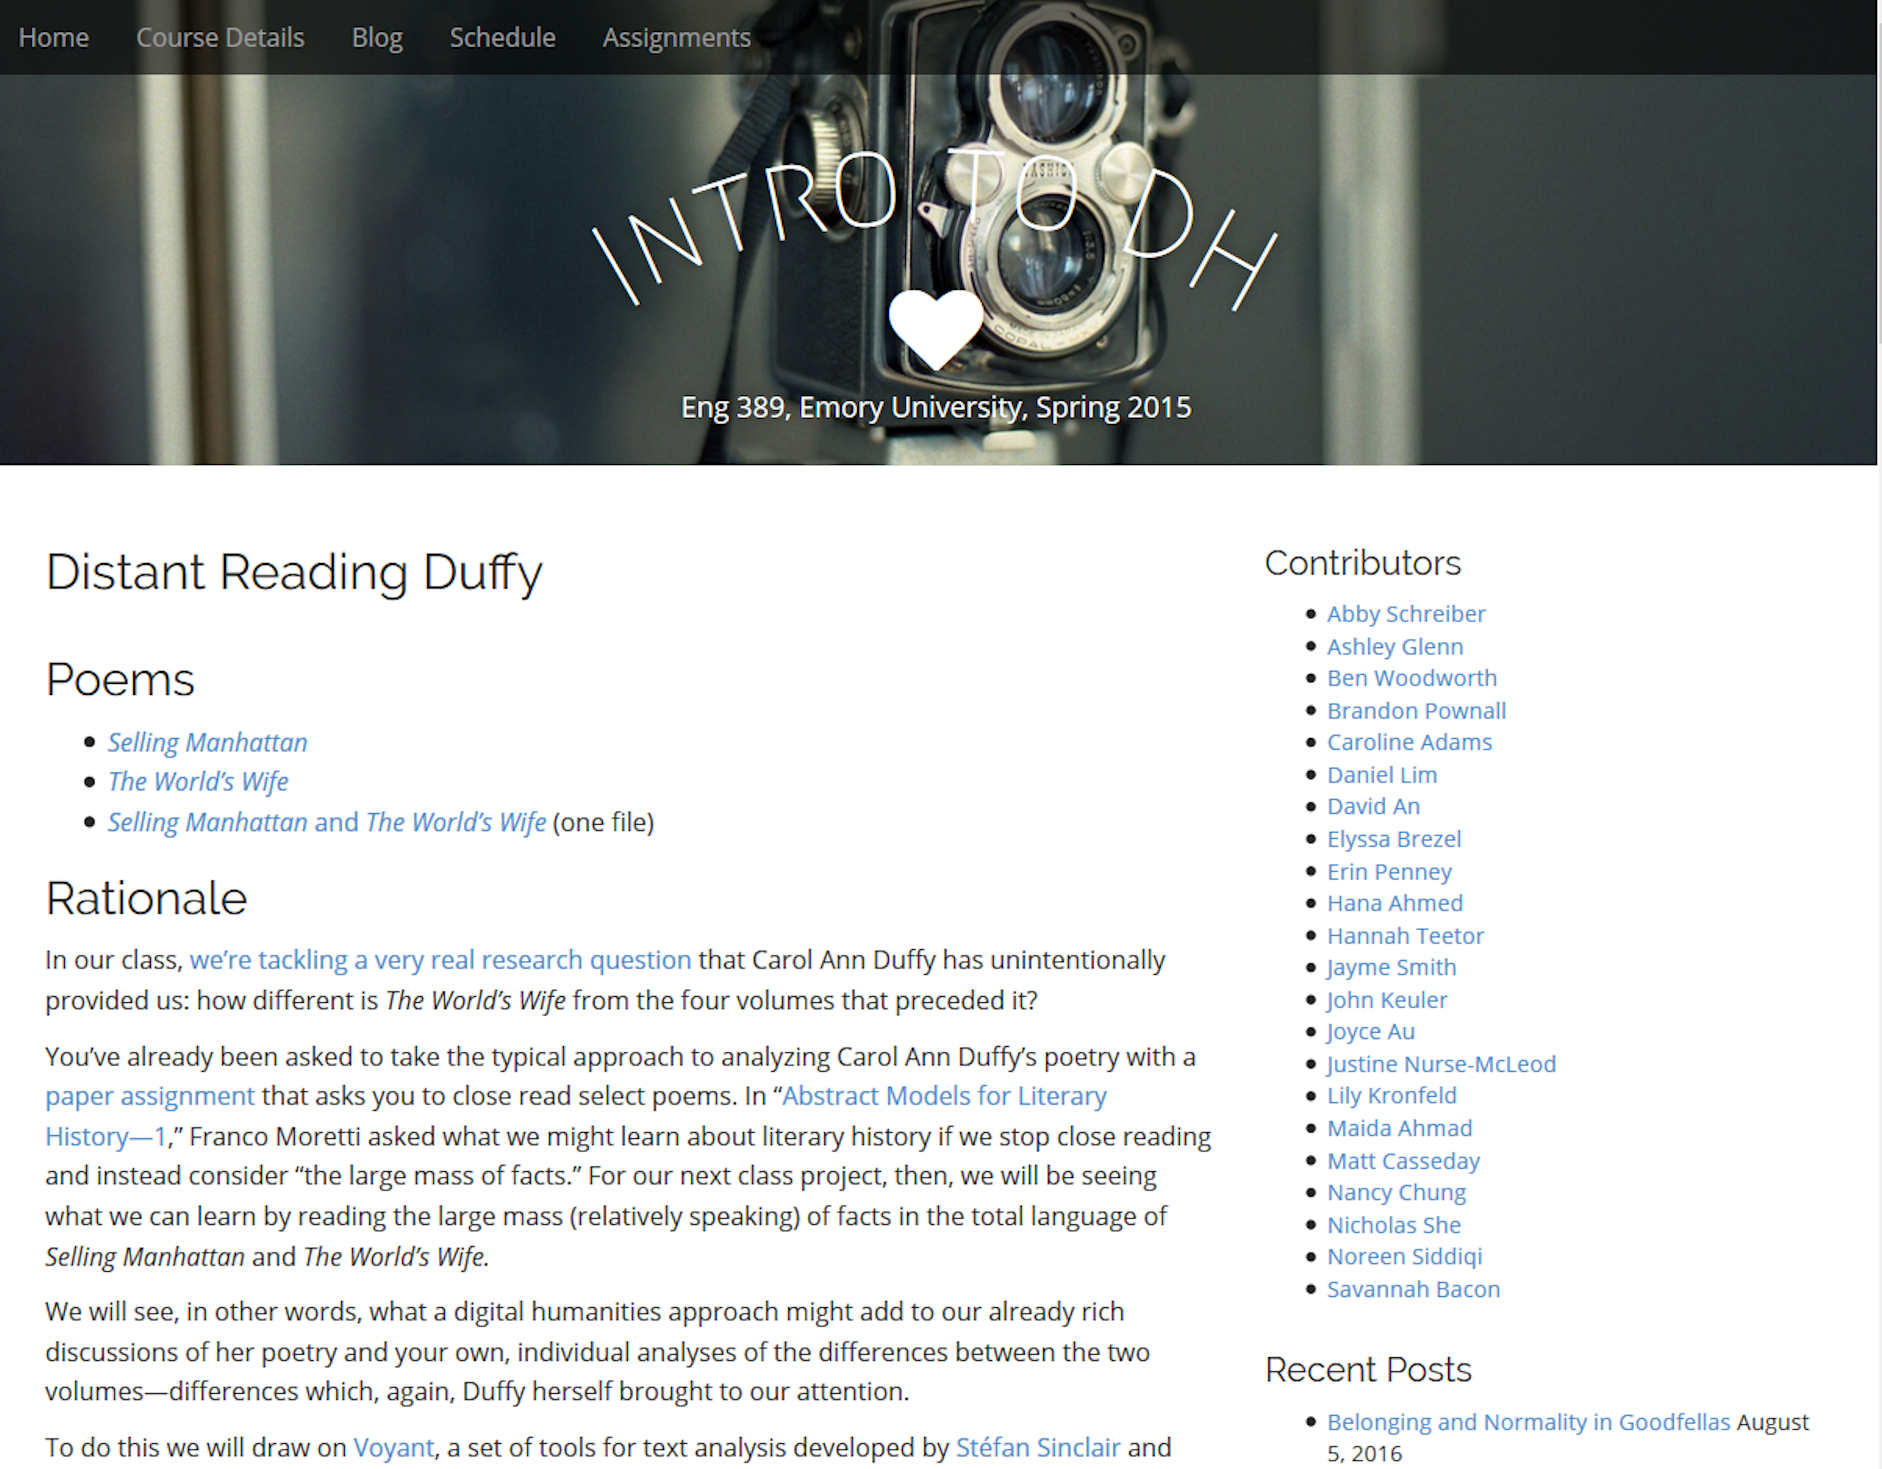 Home Course Details Blog Schedule Assignments
INTRO TO DH
Eng 389, Emory University, Spring 2015
Distant Reading Duffy
Poems
Selling Manhattan
The World’s Wife
Selling Manhattan and The World’s Wife (one file)
Rationale
In our class, we’re tackling a very real research question that Carol Ann Duffy has unintentionally
provided us: how different is The World’s Wife from the four volumes that preceded it?
You’ve already been asked to take the typical approach to analyzing Carol Ann Duffy’s poetry with a
paper assignment that asks you to close read select poems. In “Abstract Models for Literary
History—1,” Franco Moretti asked what we might learn about literary history if we stop close reading
and instead consider “the large mass of facts.” For our next class project, then, we will be seeing
what we can learn by reading the large mass (relatively speaking) of facts in the total language of
Selling Manhattan and The World’s Wife.
We will see, in other words, what a digital humanities approach might add to our already rich
discussions of her poetry and your own, individual analyses of the differences between the two
volumes—differences which, again, Duffy herself brought to our attention.
To do this we will draw on Voyant, a set of tools for text analysis developed by Stéfan Sinclair and
Contributors
Abby Schreiber
Ashley Glenn
Ben Woodworth
Brandon Pownall
Caroline Adams
Daniel Lim
David An
Elyssa Brezel
Erin Penney
Hana Ahmed
Hannah Teetor
Jayme Smith
John Keuler
Joyce Au
Justine Nurse-McLeod
Lily Kronfeld
Maida Ahmad
Matt Casseday
Nancy Chung
Nicholas She
Noreen Siddiqi
Savannah Bacon
Recent Posts
Belonging and Normality in Goodfellas August
5, 2016